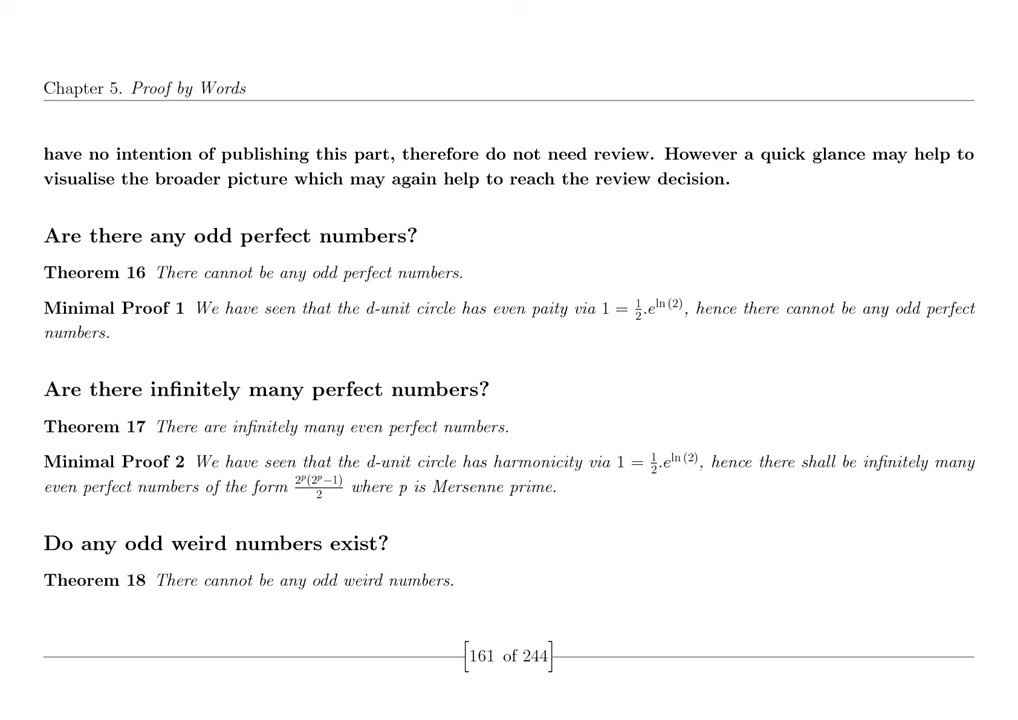 Chapter 5. Proof by Words
have no intention of publishing this part, therefore do not need review. However a quick glance may help to
visualise the broader picture which may again help to reach the review decision.
Are there any odd perfect numbers?
Theorem 16 There cannot be any odd perfect numbers.
Minimal Proof 1 We have seen that the d-unit circle has even paity via 1 = \frac{1}{2}.e^{\ln(2)}, hence there cannot be any odd perfect
numbers.
Are there infinitely many perfect numbers?
Theorem 17 There are infinitely many even perfect numbers.
Minimal Proof 2 We have seen that the d-unit circle has harmonicity via 1 = \frac{1}{2}.e^{\ln(2)}, hence there shall be infinitely many
even perfect numbers of the form \frac{2^p(2^p-1)}{2} where p is Mersenne prime.
Do any odd weird numbers exist?
Theorem 18 There cannot be any odd weird numbers.
[161 of 244]